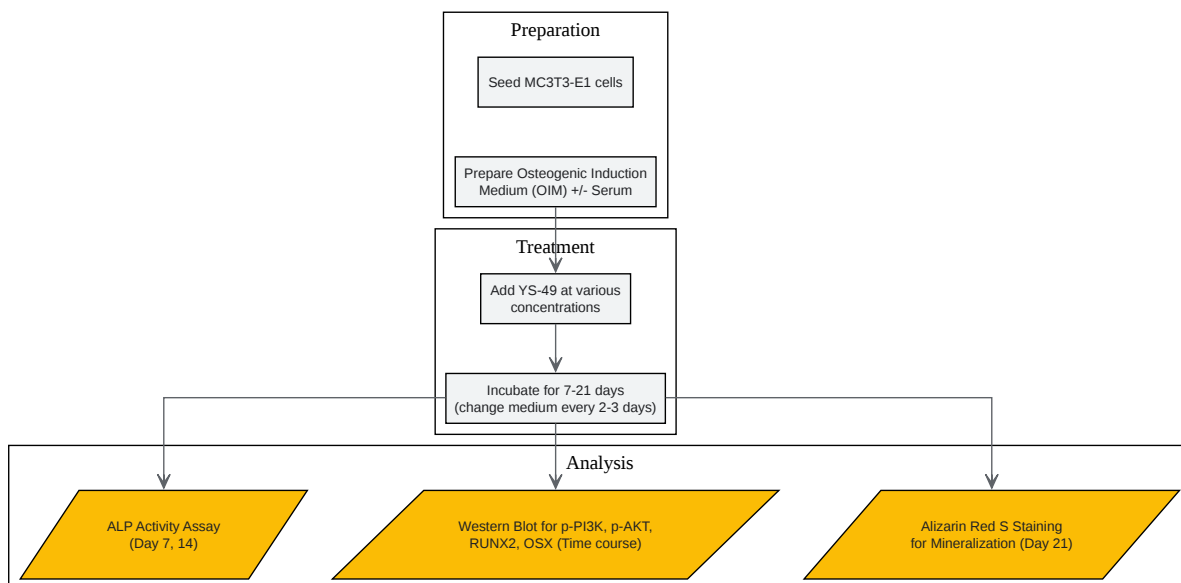 Preparation
Seed MC3T3-E1 cells
Prepare Osteogenic Induction
Medium (OIM) +/- Serum
Treatment
Add YS-49 at various
concentrations
Incubate for 7-21 days
(change medium every 2-3 days)
Analysis
ALP Activity Assay
(Day 7, 14)
Western Blot for p-PI3K, p-AKT,
RUNX2, OSX (Time course)
Alizarin Red S Staining
for Mineralization (Day 21)